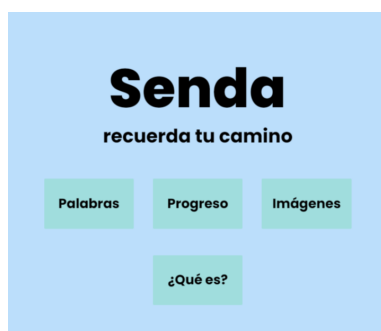 Senda
recuerda tu camino
Palabras Progreso Imágenes
¿Qué es?